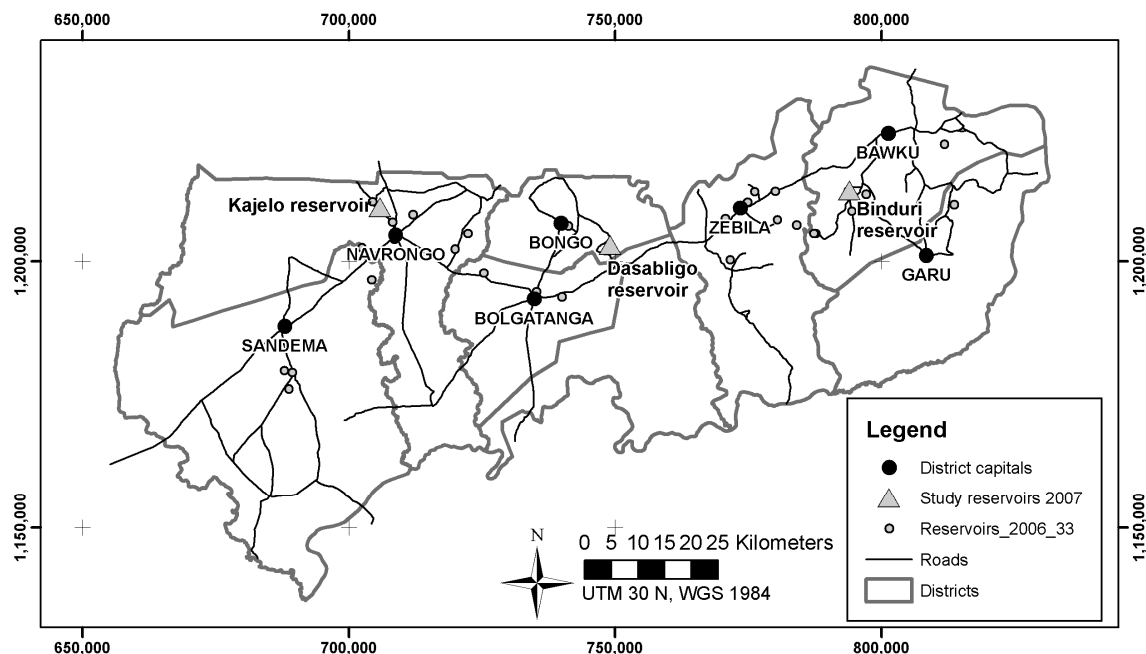 650,000 700,000 750,000 800,000
BAWKU
Kajelo reservoir
Binduri
reservoir
ZEBILA
NAVRONGO
BONGO
1,200,000 1,200,000
Dasabligo
reservoir
GARU
BOLGATANGA
SANDEMA
Legend
District capitals
Study reservoirs 2007
Reservoirs_2006_33
Roads
Districts
1,150,000 1,150,000
N
0 5 10 15 20 25 Kilometers
UTM 30 N, WGS 1984
650,000 700,000 750,000 800,000